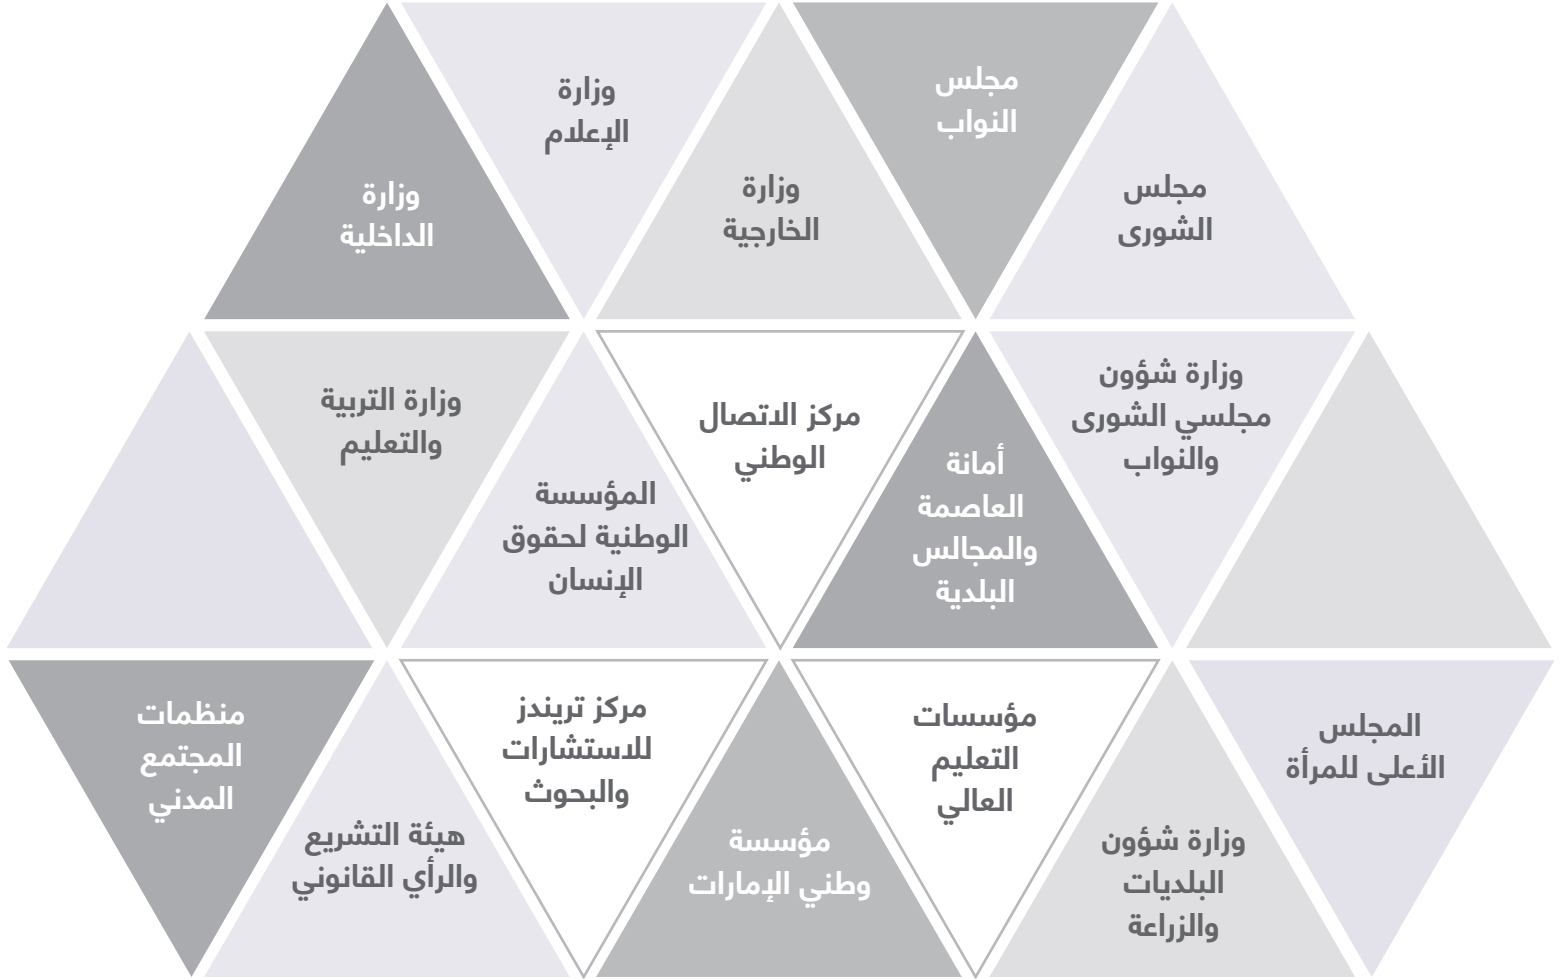 مجلس
الشورى
مجلس
النواب
وزارة
الخارجية
وزارة
الإعلام
وزارة
الداخلية
وزارة شؤون
مجلسي الشورى
والنواب
أمانة
العاصمة
والمجالس
البلدية
مركز الاتصال
الوطني
المؤسسة
الوطنية لحقوق
الإنسان
وزارة التربية
والتعليم
المجلس
الأعلى للمرأة
وزارة شؤون
البلديات
والزراعة
مؤسسات
التعليم
العالي
مؤسسة
وطني الإمارات
مركز تريندز
للاستشارات
والبحوث
هيئة التشريع
والرأي القانوني
منظمات
المجتمع
المدني